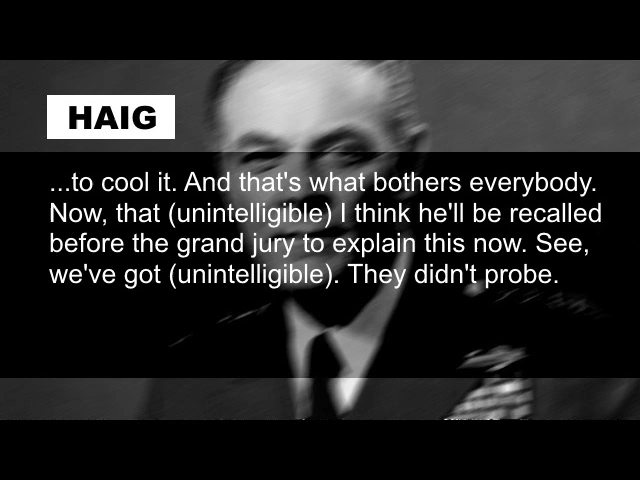 HAIG
...to cool it. And that's what bothers everybody.
Now, that (unintelligible) I think he'll be recalled
before the grand jury to explain this now. See,
we've got (unintelligible). They didn't probe.